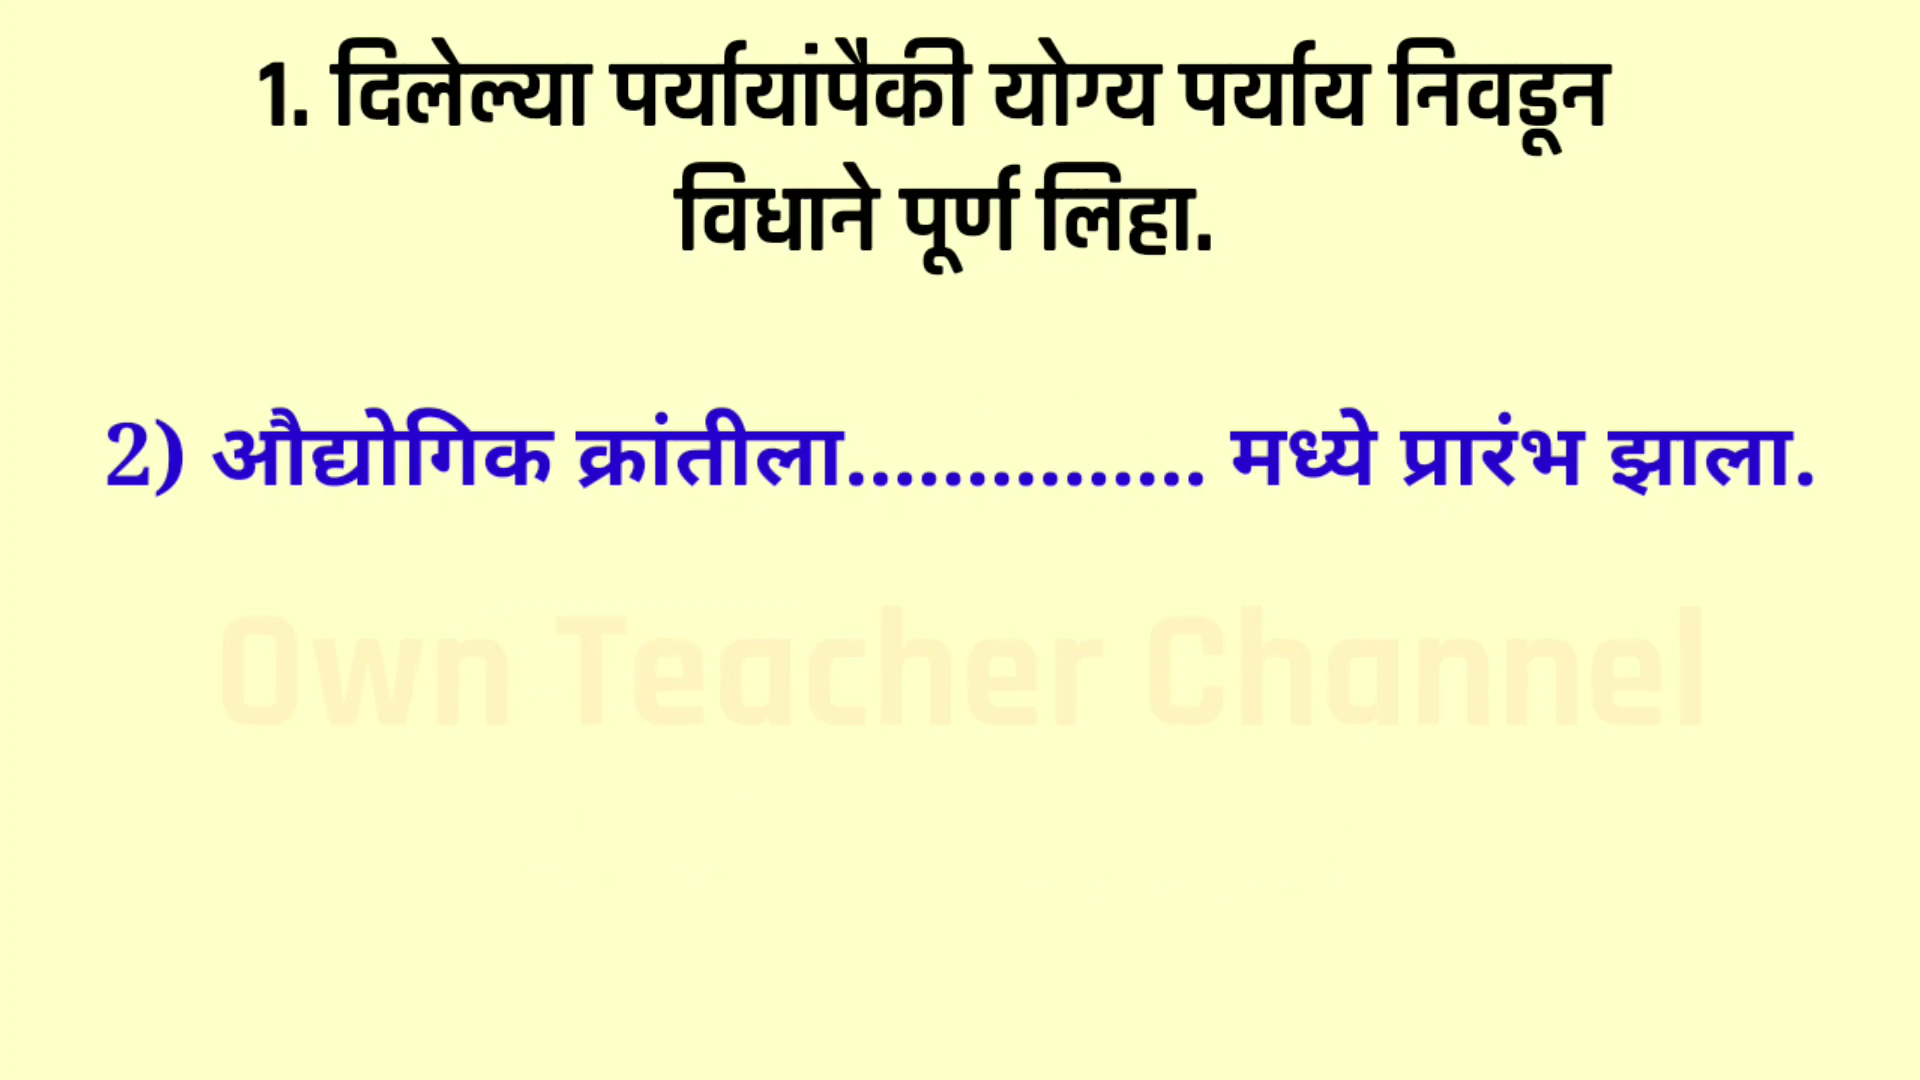 1. दिलेल्या पर्यायांपैकी योग्य पर्याय निवडून
विधाने पूर्ण लिहा.
2) औद्योगिक क्रांतीला............... मध्ये प्रारंभ झाला.
Own Teacher Channel